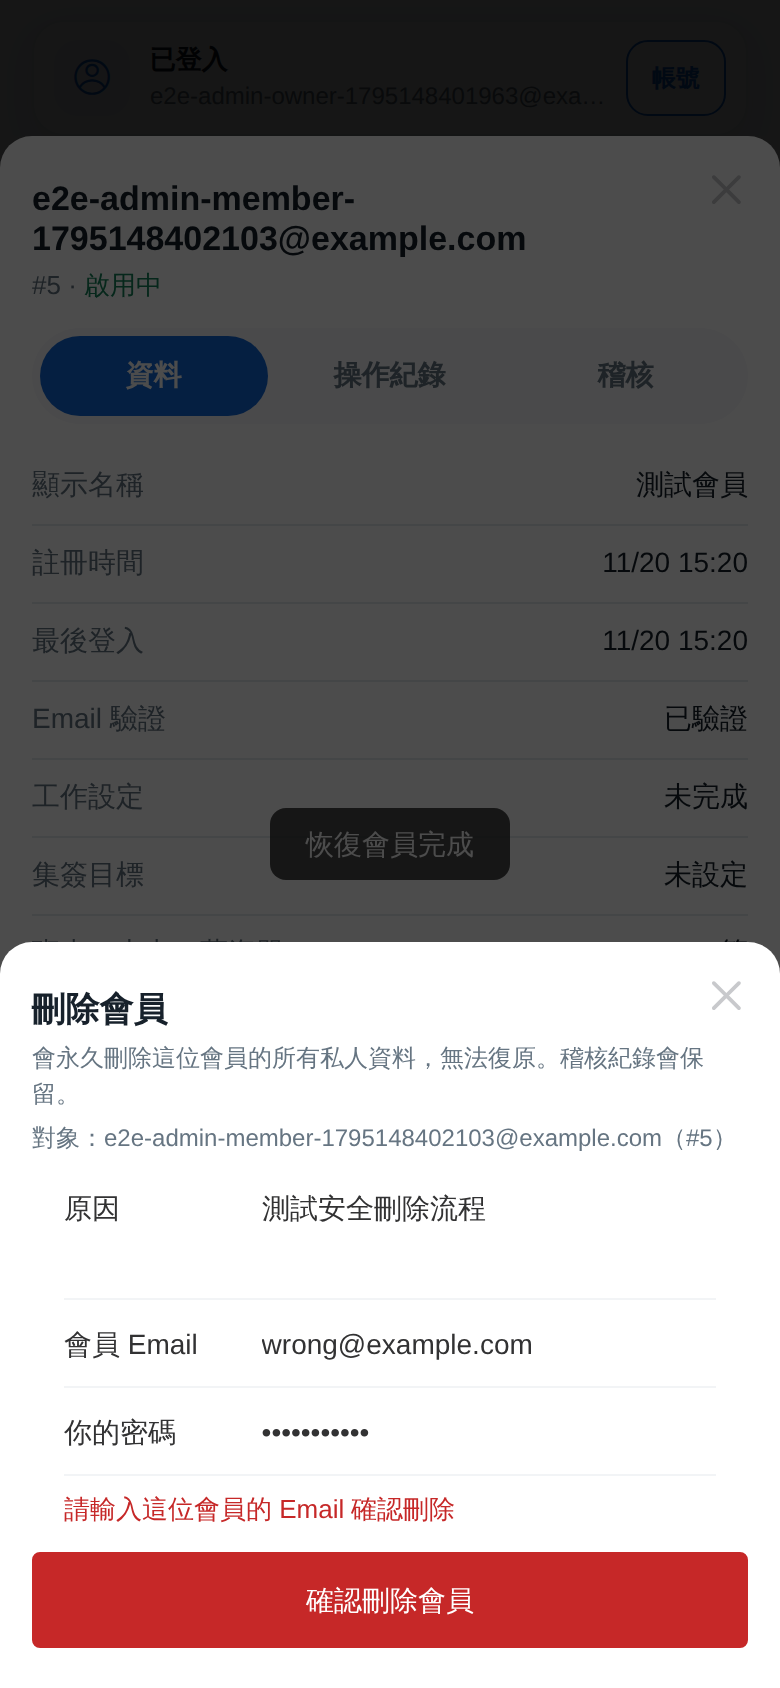 已登入
e2e-admin-owner-1795148401963@exa...
帳號
e2e-admin-member-
1795148402103@example.com
#5 · 啟用中
資料
操作紀錄
稽核
顯示名稱
測試會員
註冊時間
11/20 15:20
最後登入
11/20 15:20
Email 驗證
已驗證
工作設定
未完成
恢復會員完成
集簽目標
未設定
刪除會員
會永久刪除這位會員的所有私人資料，無法復原。稽核紀錄會保
留。
對象：e2e-admin-member-1795148402103@example.com（#5）
原因
測試安全刪除流程
會員 Email
wrong@example.com
你的密碼
•••••••••••
請輸入這位會員的 Email 確認刪除
確認刪除會員